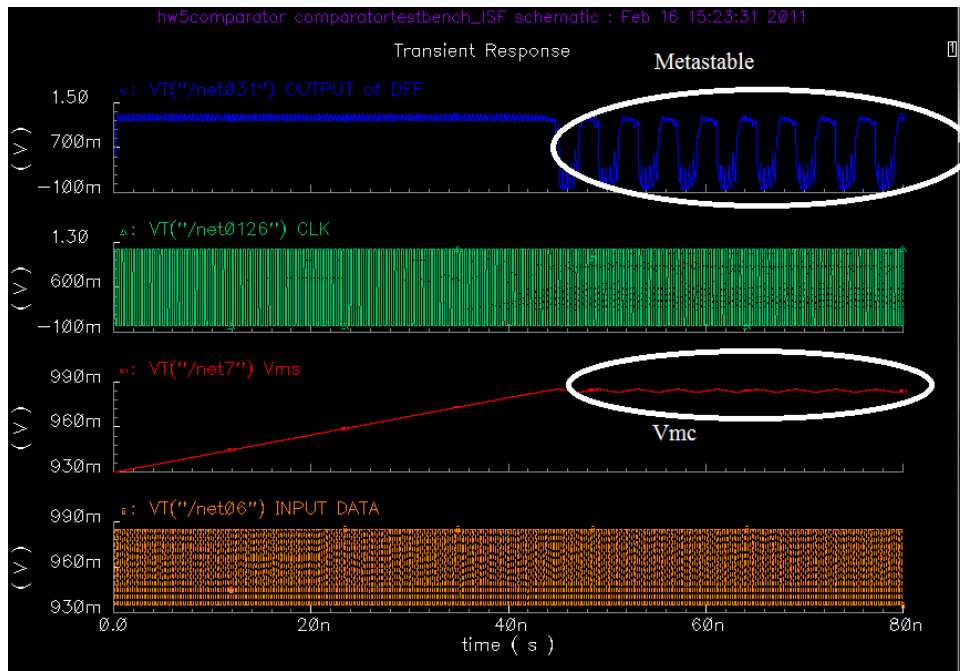 hw5comparator comparatortestbench_ISF schematic : Feb 16 15:23:31 2011
Transient Response
1
Metastable
▿: VT("/net031") OUTPUT of DFF
1.50
700m
-100m
(V)
▵: VT("/net0126") CLK
1.30
600m
-100m
(V)
▫: VT("/net7") Vms
990m
960m
930m
(V)
Vmc
▫: VT("/net06") INPUT DATA
990m
960m
930m
(V)
0.0 20n 40n 60n 80n
time ( s )